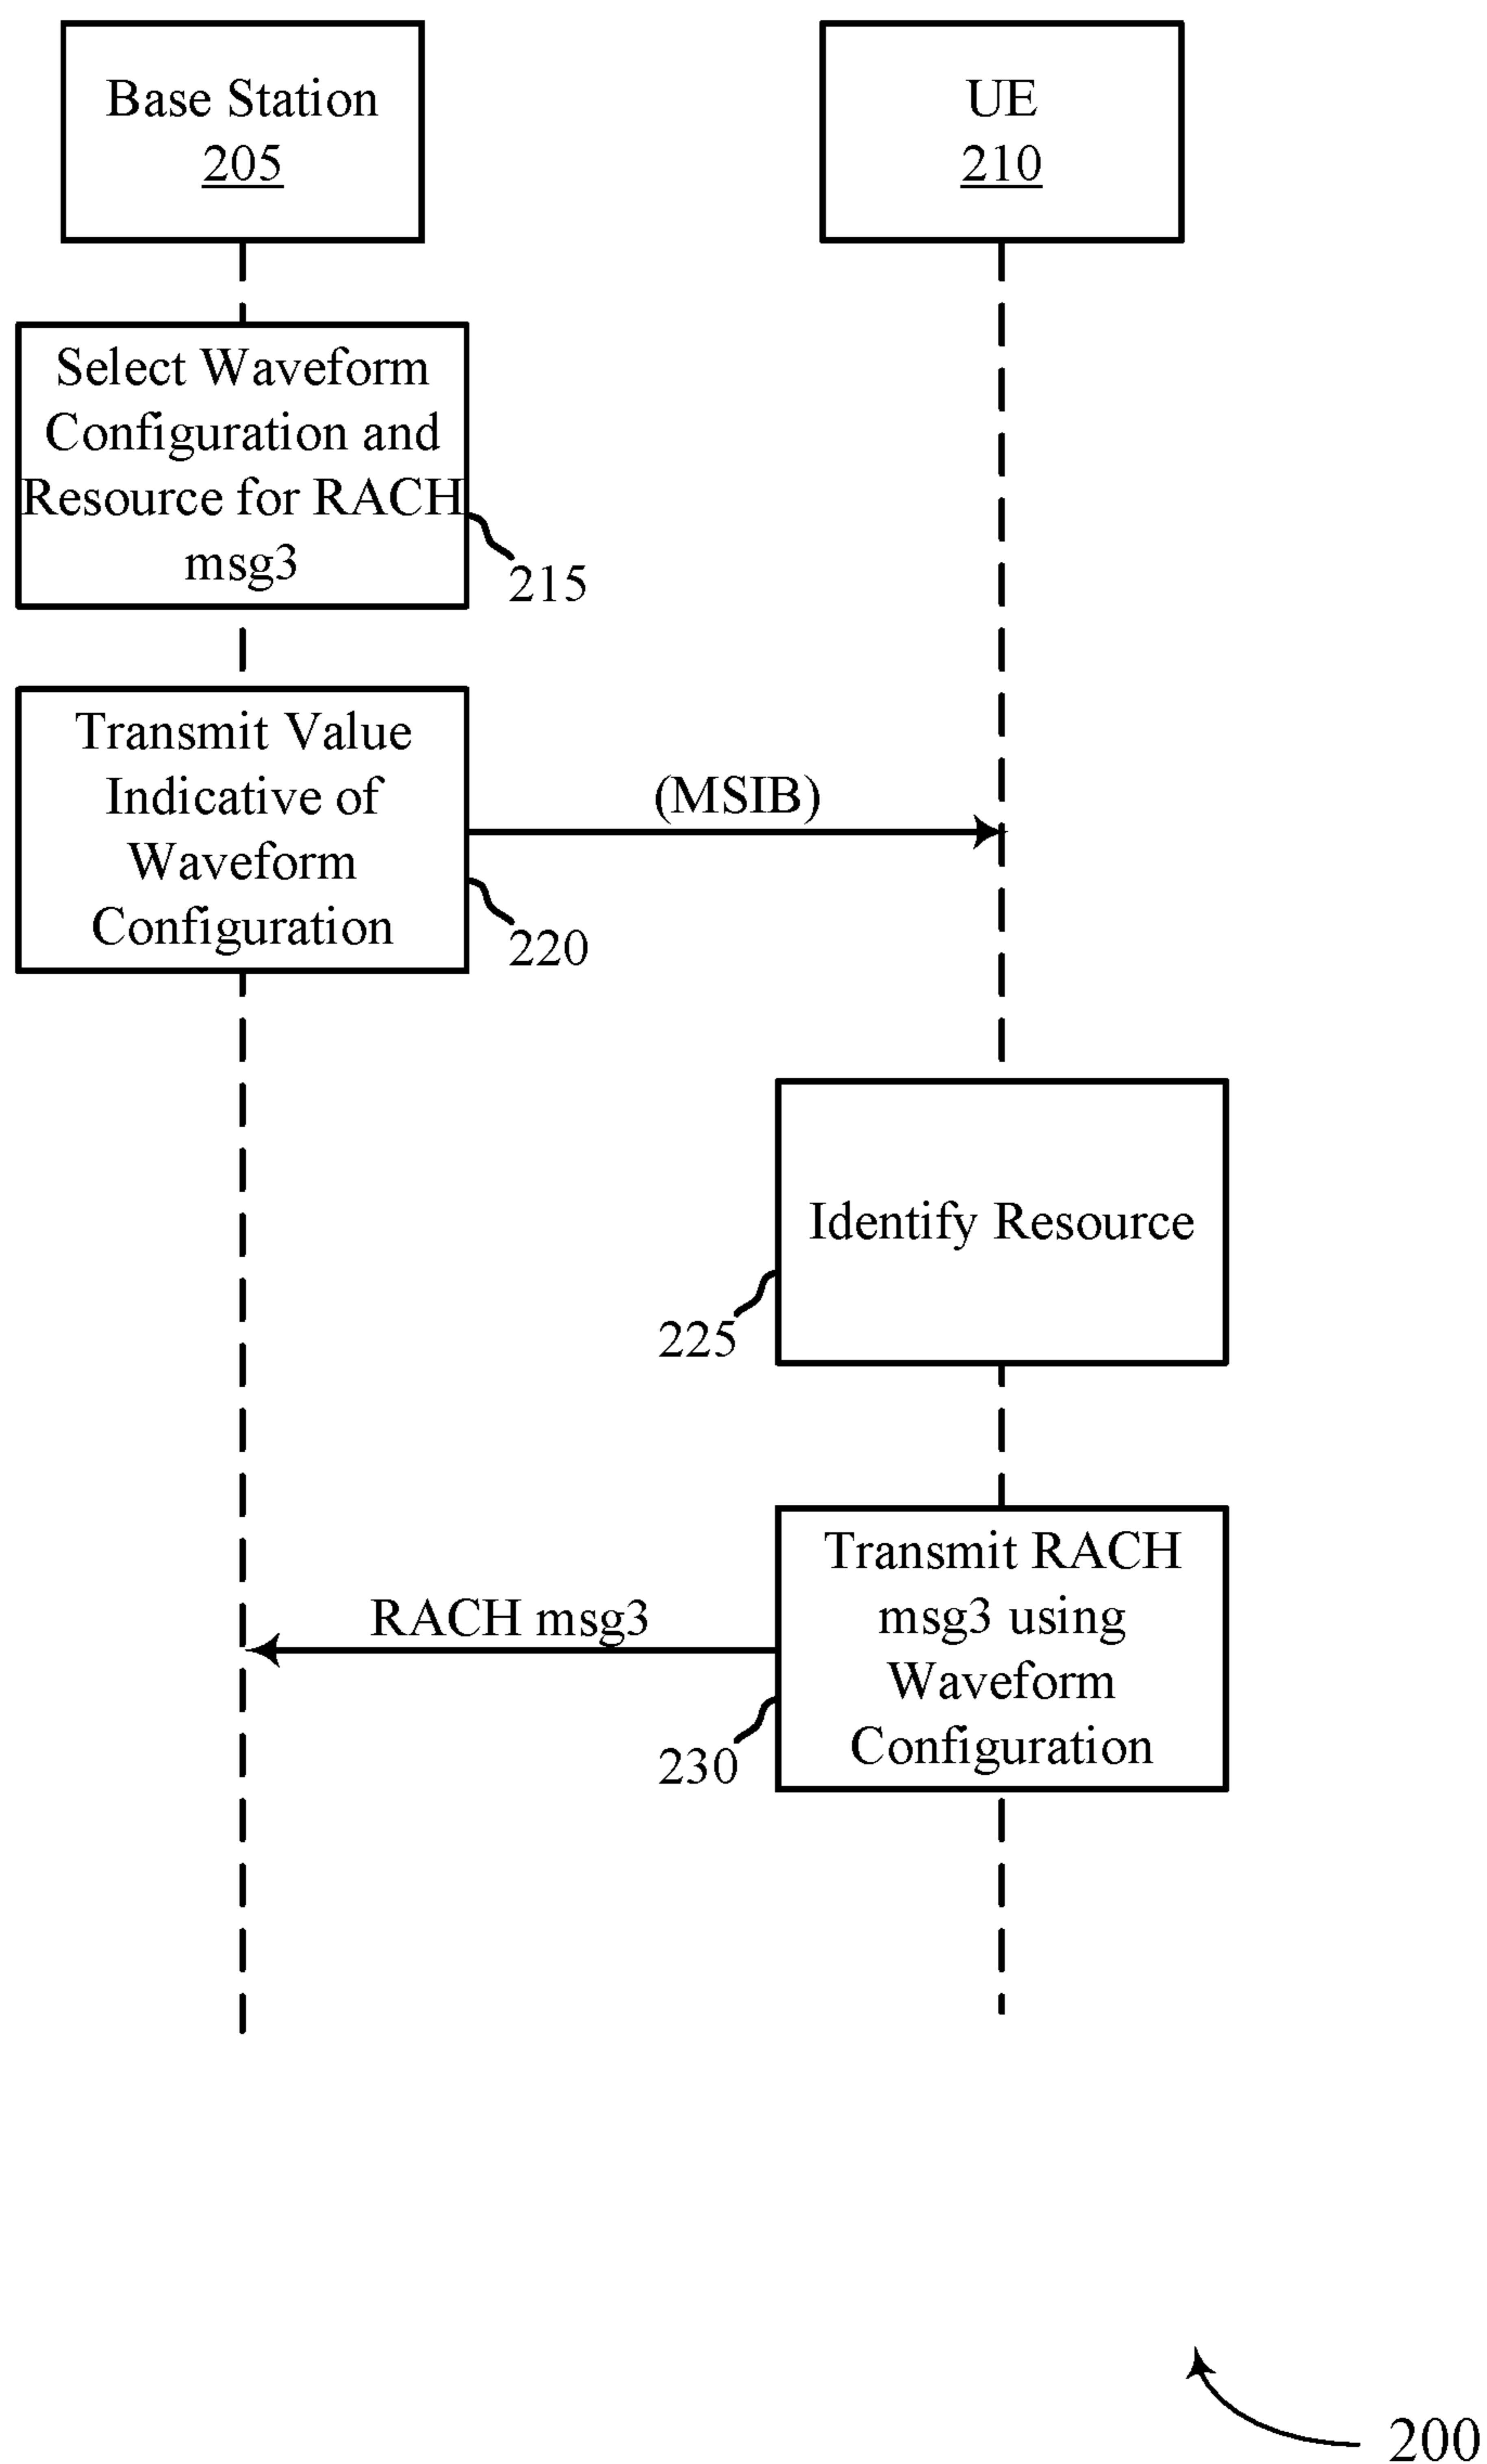 Base Station
205
UE
210
Select Waveform
Configuration and
Resource for RACH
msg3
215
Transmit Value
Indicative of
Waveform
Configuration
220
(MSIB)
Identify Resource
225
Transmit RACH
msg3 using
Waveform
Configuration
RACH msg3
230
200